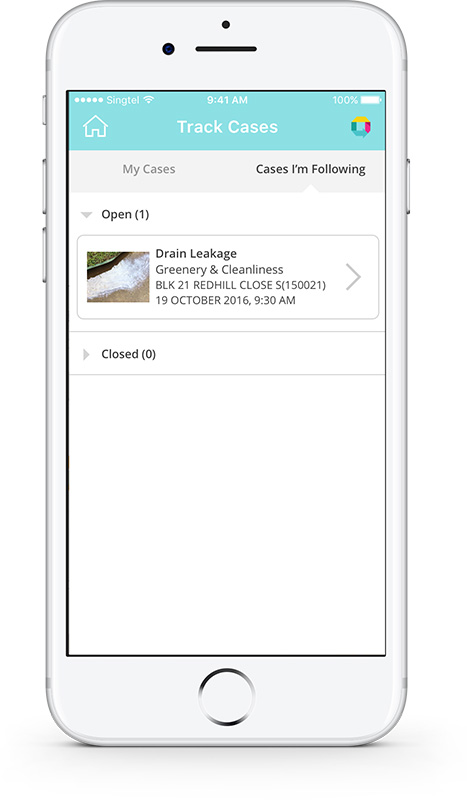 Singtel 9:41 AM 100%
Track Cases
My Cases Cases I'm Following
Open (1)
Drain Leakage
Greenery & Cleanliness
BLK 21 REDHILL CLOSE S(150021)
19 OCTOBER 2016, 9:30 AM
Closed (0)